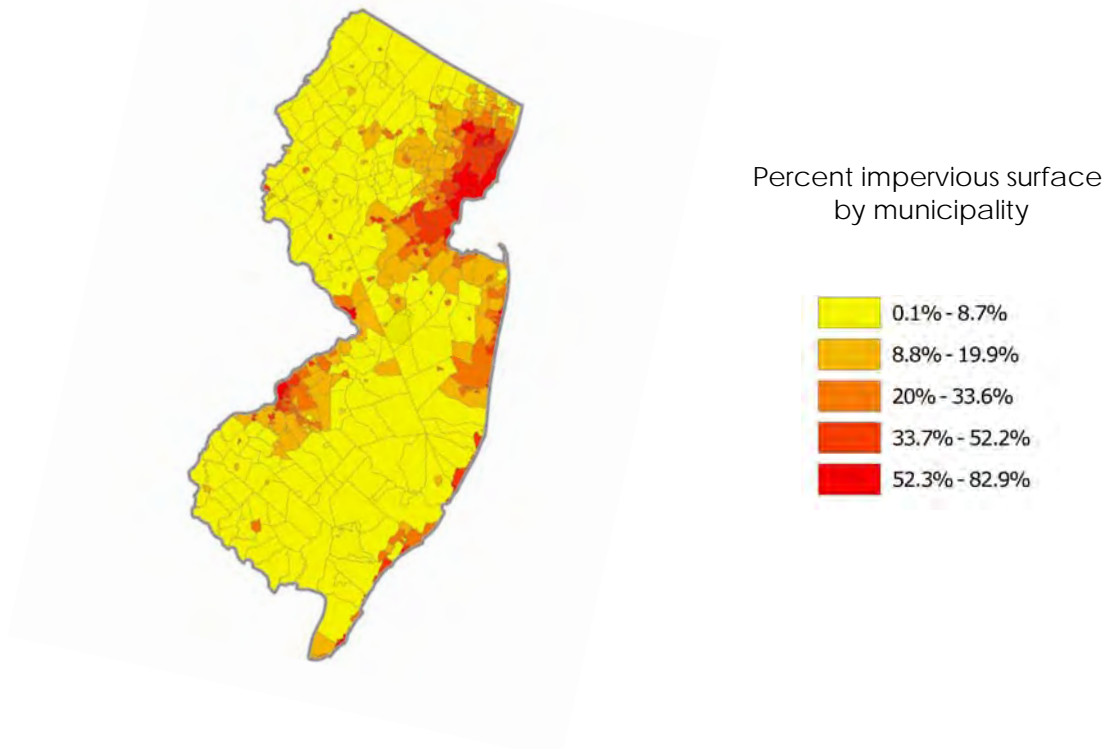 Percent impervious surface
by municipality
0.1% - 8.7%
8.8% - 19.9%
20% - 33.6%
33.7% - 52.2%
52.3% - 82.9%